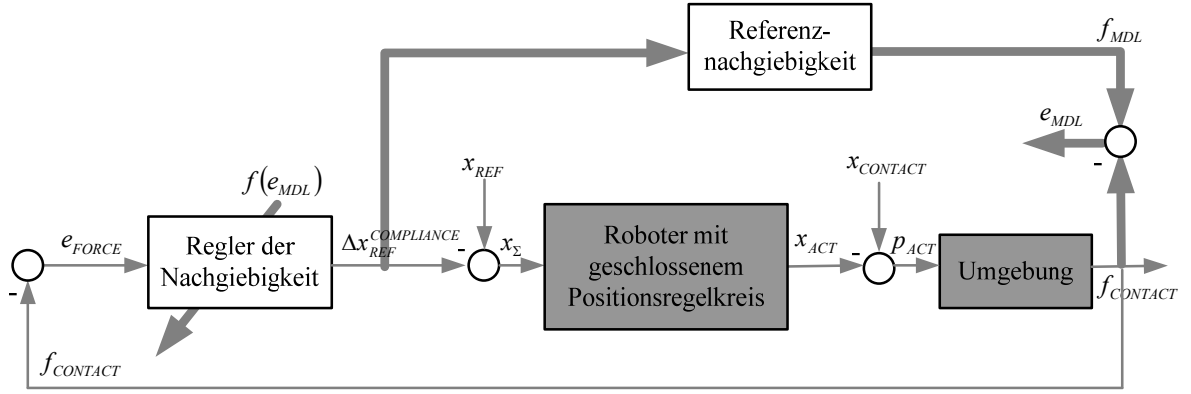 Referenz-
nachgiebigkeit
f_MDL
e_MDL
-
x_REF
x_CONTACT
f(e_MDL)
e_FORCE
Regler der
Nachgiebigkeit
Δx_REF^COMPLIANCE
-
x_Σ
Roboter mit
geschlossenem
Positionsregelkreis
x_ACT
-
p_ACT
Umgebung
f_CONTACT
-
f_CONTACT